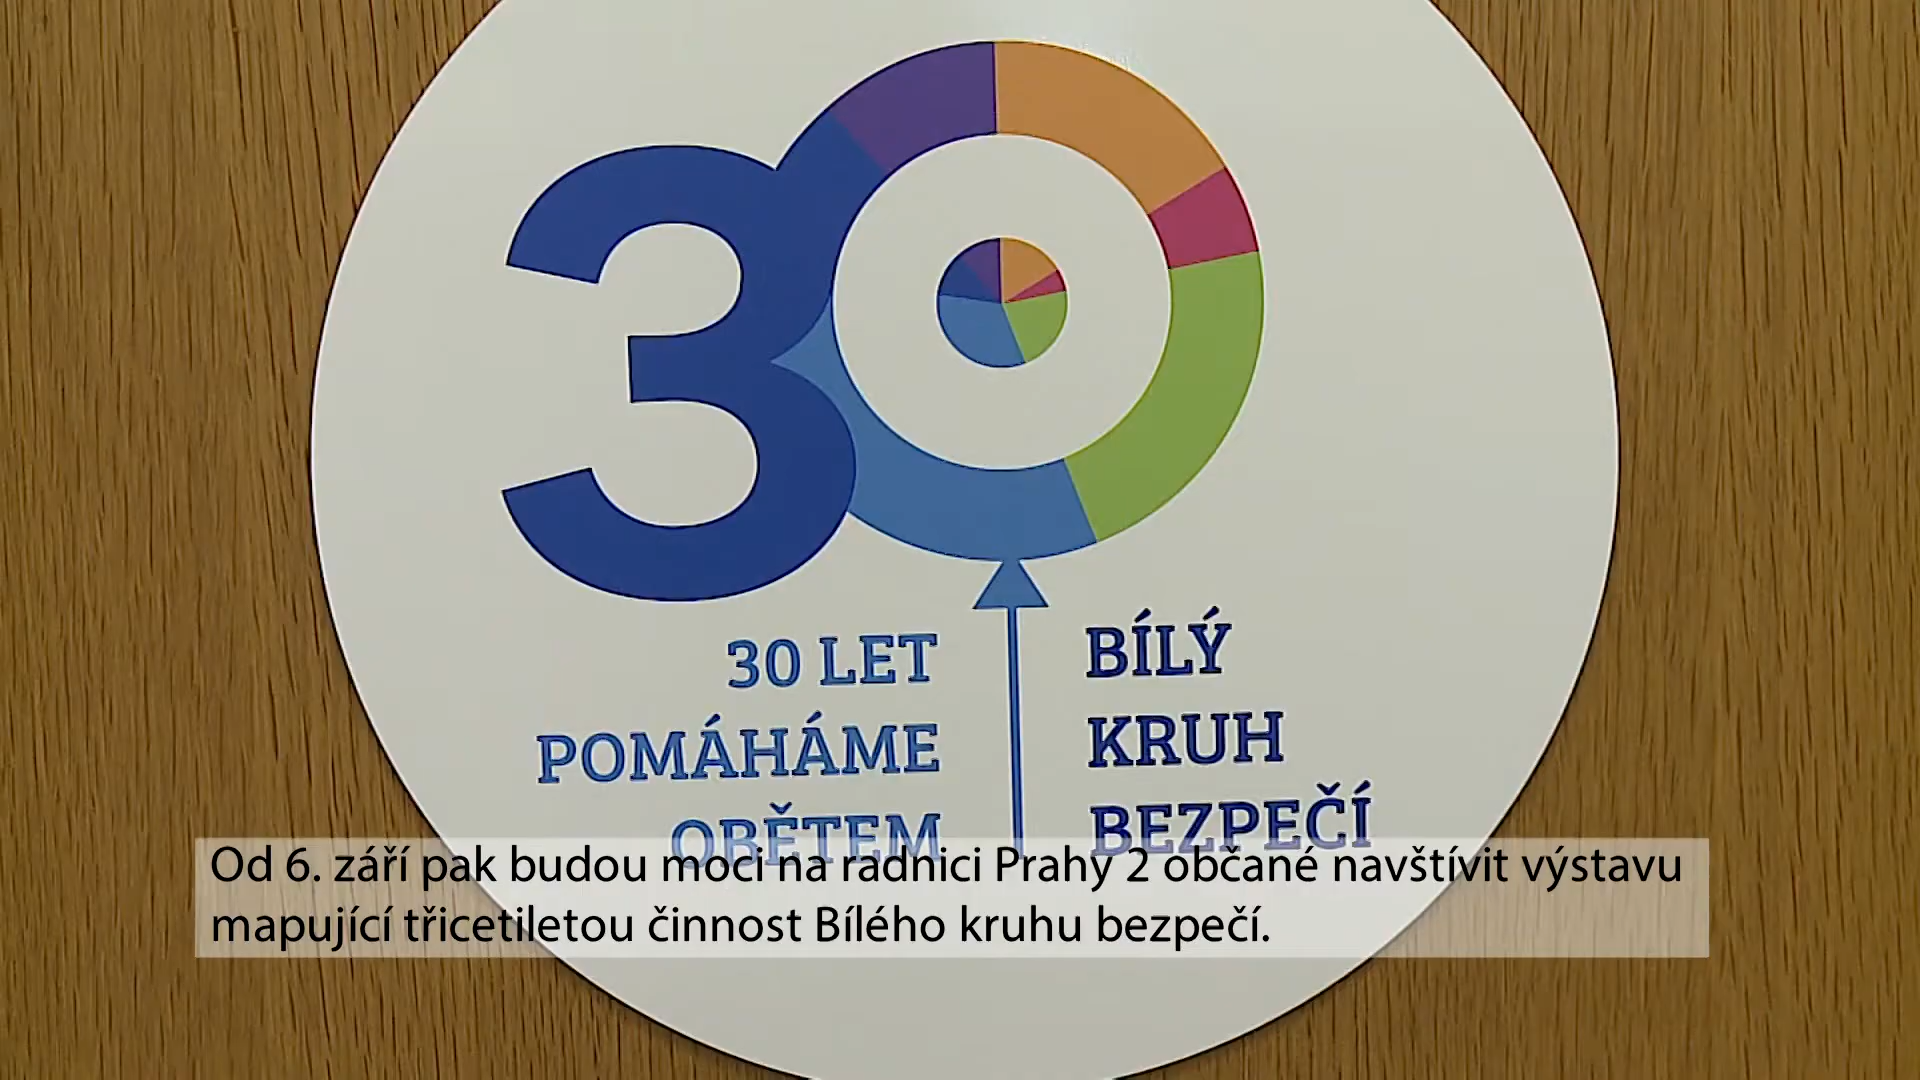 30
30 LET
POMÁHÁME
OBĚTEM
BÍLÝ
KRUH
BEZPEČÍ
Od 6. září pak budou moci na radnici Prahy 2 občané navštívit výstavu
mapující třicetiletou činnost Bílého kruhu bezpečí.